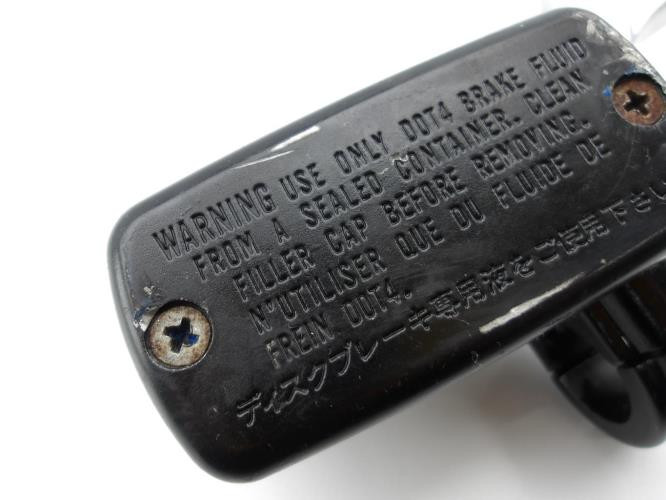 WARNING USE ONLY DOT4 BRAKE FLUID
FROM A SEALED CONTAINER. CLEAN
FILLER CAP BEFORE REMOVING.
N'UTILISER QUE DU FLUIDE DE
FREIN DOT4.
ディスクブレーキ専用液をご使用下さい